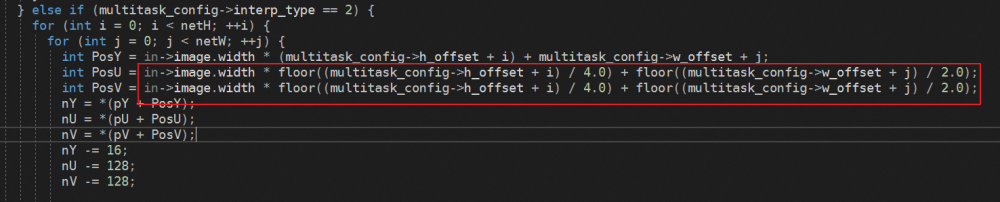 } else if (multitask_config->interp_type == 2) {
for (int i = 0; i < netH; ++i) {
for (int j = 0; j < netW; ++j) {
int PosY = in->image.width * (multitask_config->h_offset + i) + multitask_config->w_offset + j;
int PosU = in->image.width * floor((multitask_config->h_offset + i) / 4.0) + floor((multitask_config->w_offset + j) / 2.0);
int PosV = in->image.width * floor((multitask_config->h_offset + i) / 4.0) + floor((multitask_config->w_offset + j) / 2.0);
nY = *(pY + PosY);
nU = *(pU + PosU);
nV = *(pV + PosV);
nY -= 16;
nU -= 128;
nV -= 128;